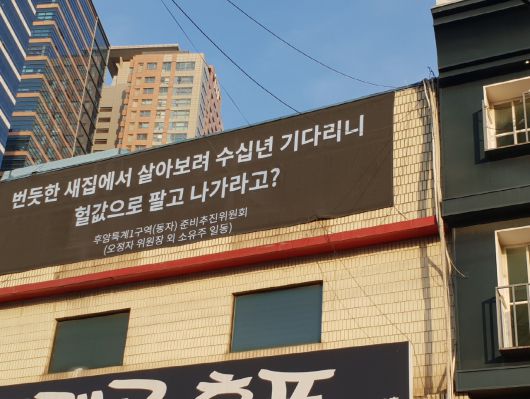 번듯한 새집에서 살아보려 수십년 기다리니
헐값으로 팔고 나가라고?
후암특계1구역(동자) 준비추진위원회
(오정자 위원장 외 소유주 일동)